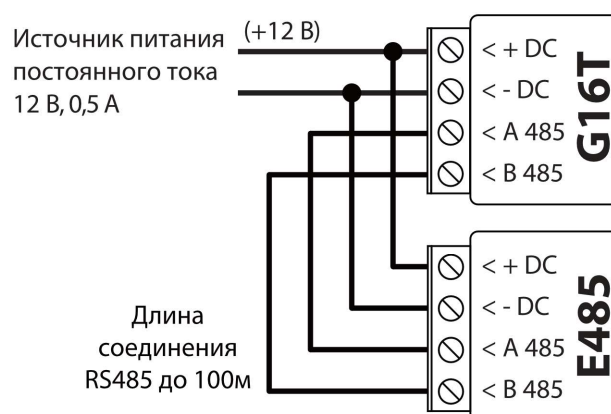 Источник питания
постоянного тока
12 В, 0,5 А
(+12 В)
< + DC
< - DC
< A 485
< B 485
G16T
< + DC
< - DC
< A 485
< B 485
E485
Длина
соединения
RS485 до 100м